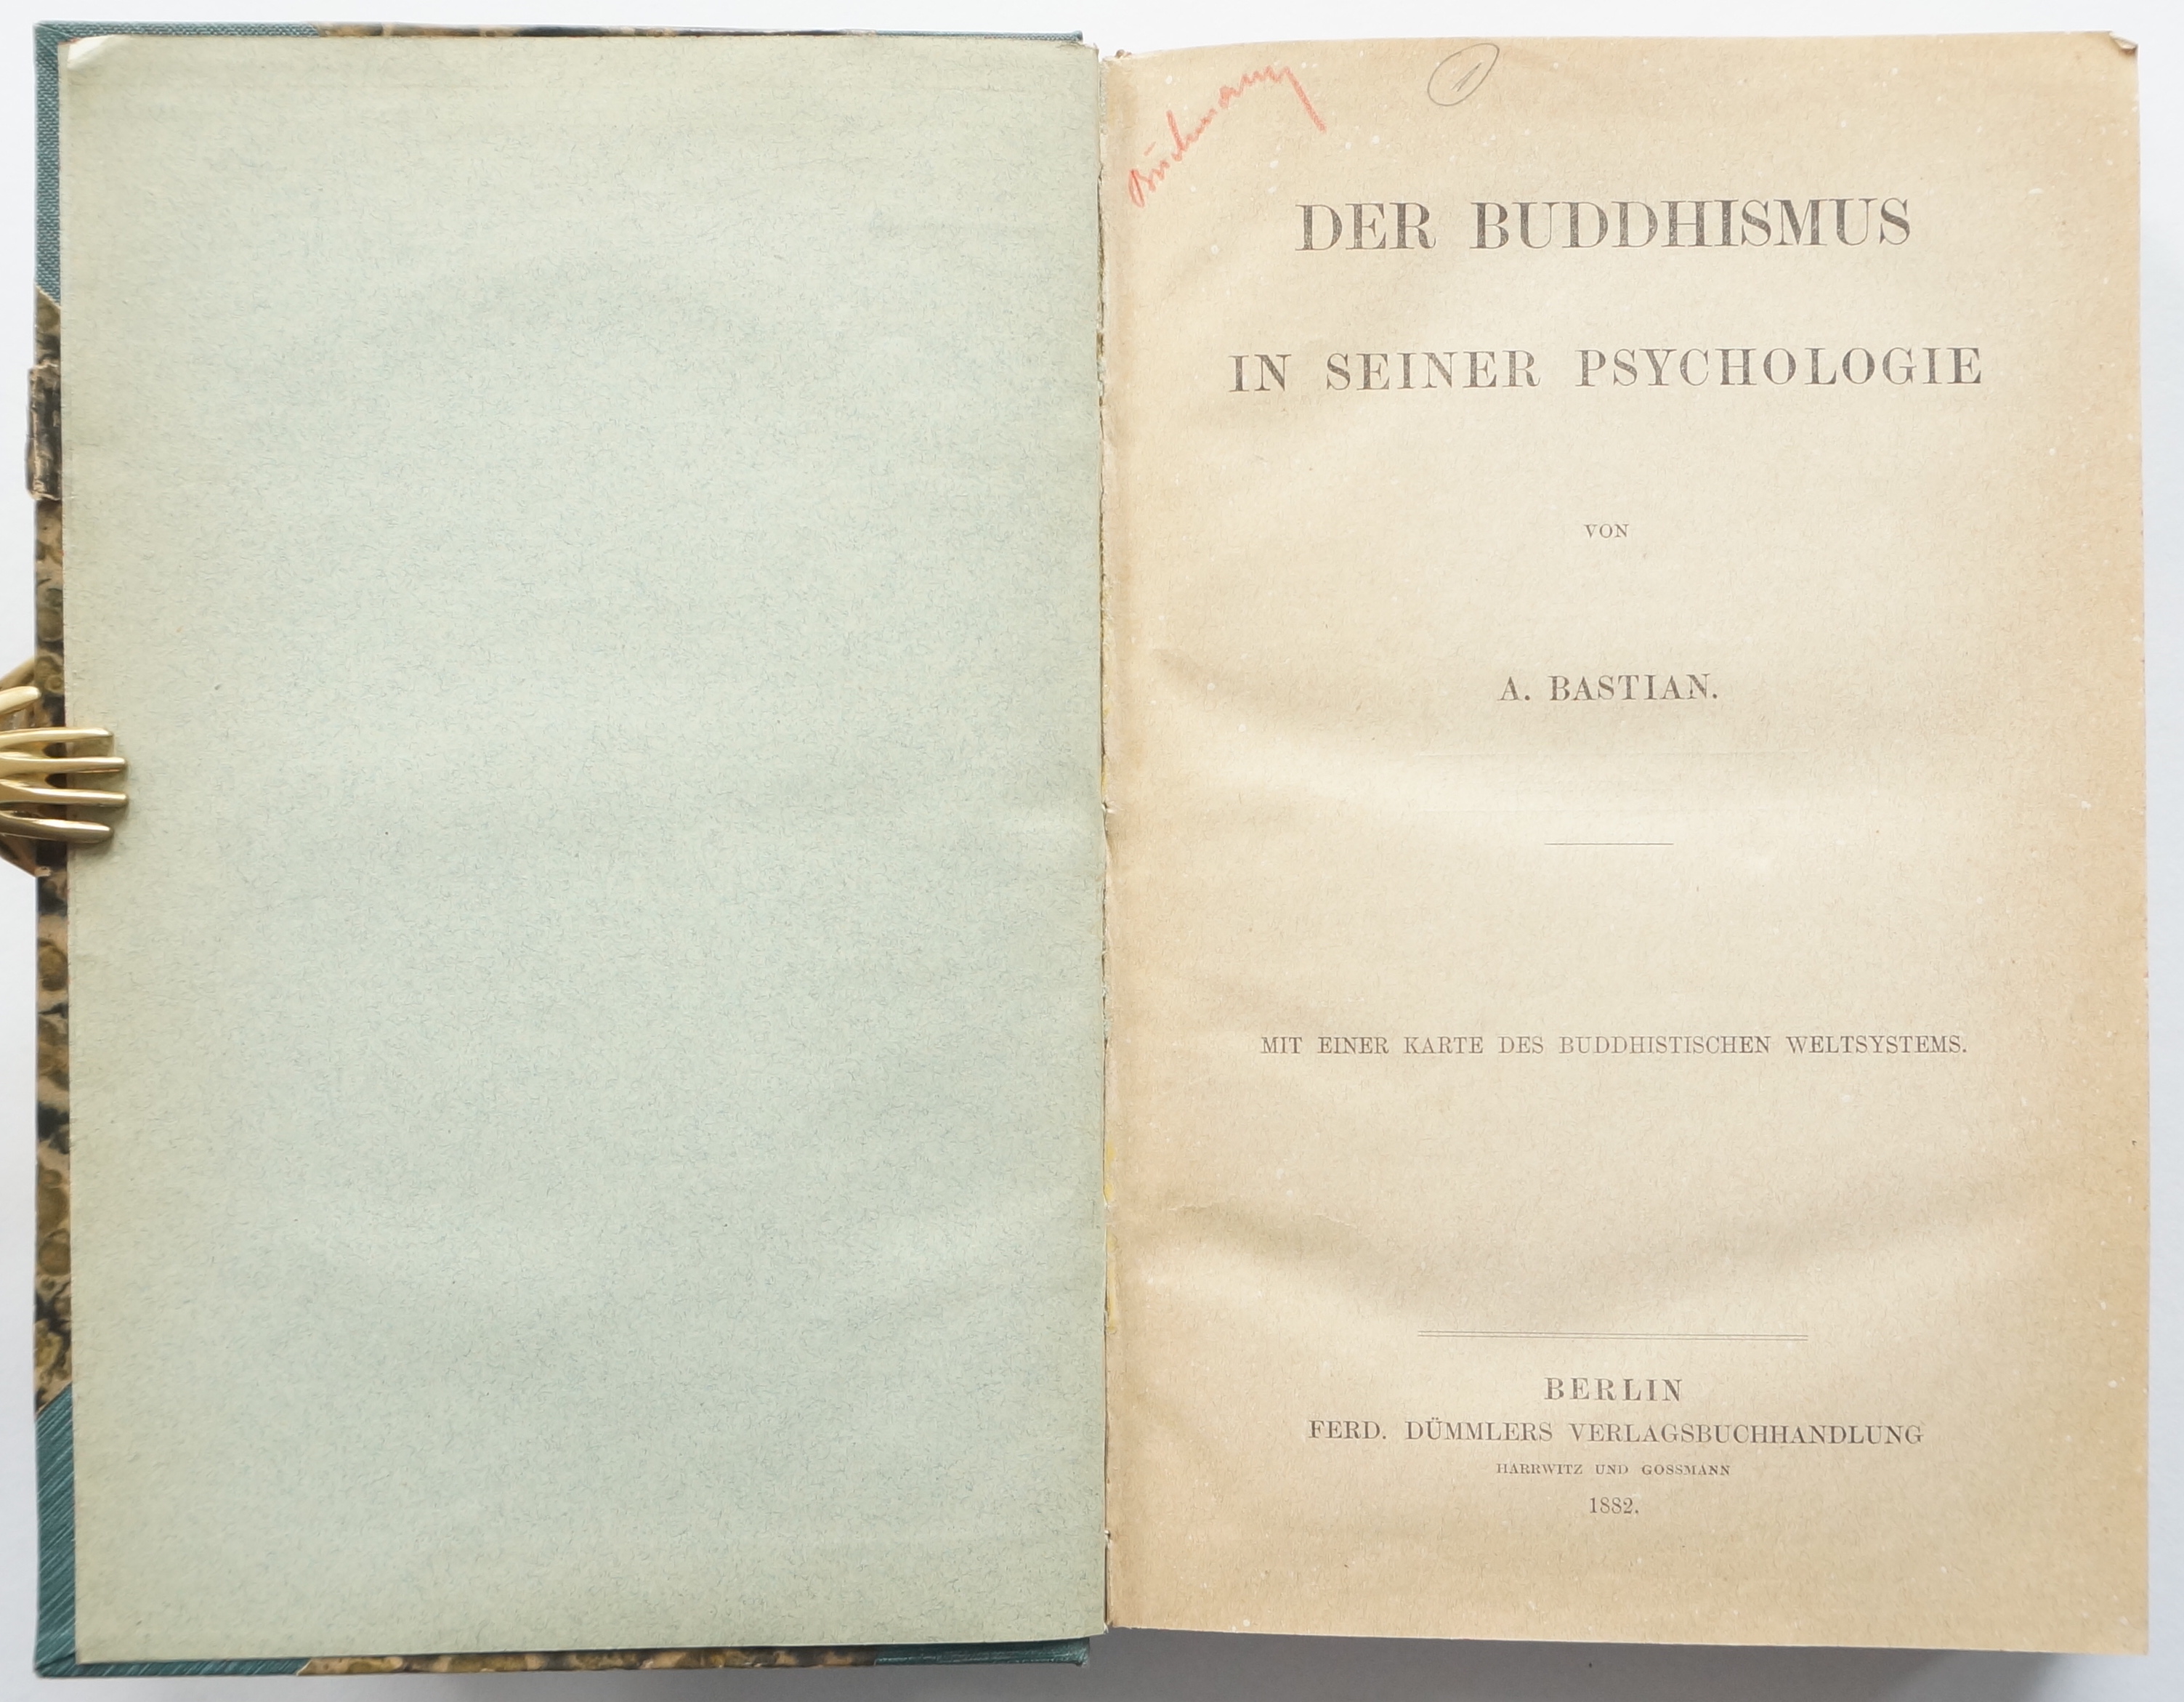 1
DER BUDDHISMUS
IN SEINER PSYCHOLOGIE
VON
A. BASTIAN.
MIT EINER KARTE DES BUDDHISTISCHEN WELTSYSTEMS.
BERLIN
FERD. DÜMMLERS VERLAGSBUCHHANDLUNG
HARRWITZ UND GOSSMANN
1882.